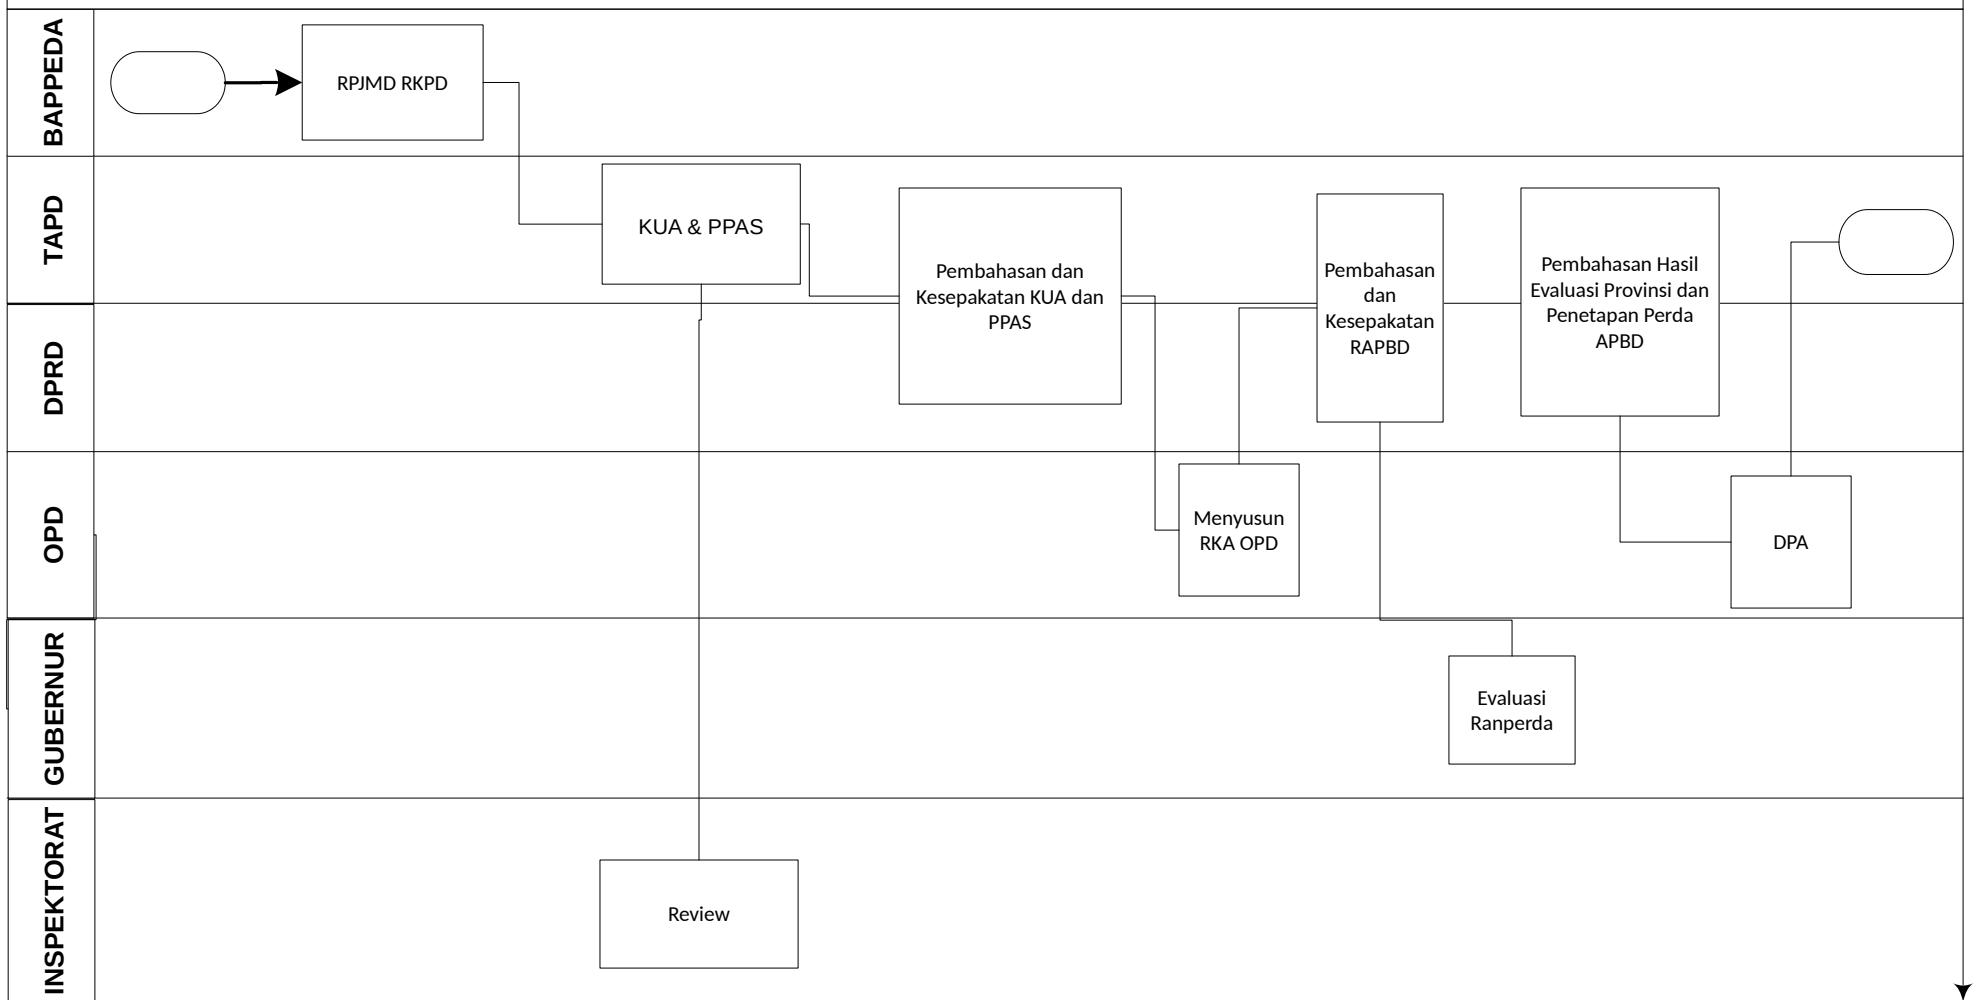 BAPPEDA
RPJMD RKPD
TAPD
KUA & PPAS
Pembahasan dan
Kesepakatan KUA dan
PPAS
Pembahasan
dan
Kesepakatan
RAPBD
Pembahasan Hasil
Evaluasi Provinsi dan
Penetapan Perda
APBD
DPRD
OPD
Menyusun
RKA OPD
DPA
GUBERNUR
Evaluasi
Ranperda
INSPEKTORAT
Review